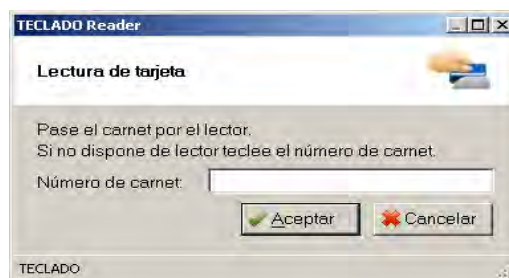 TECLADO Reader
Lectura de tarjeta
Pase el carnet por el lector.
Si no dispone de lector teclee el número de carnet.
Número de carnet:
Aceptar
Cancelar
TECLADO